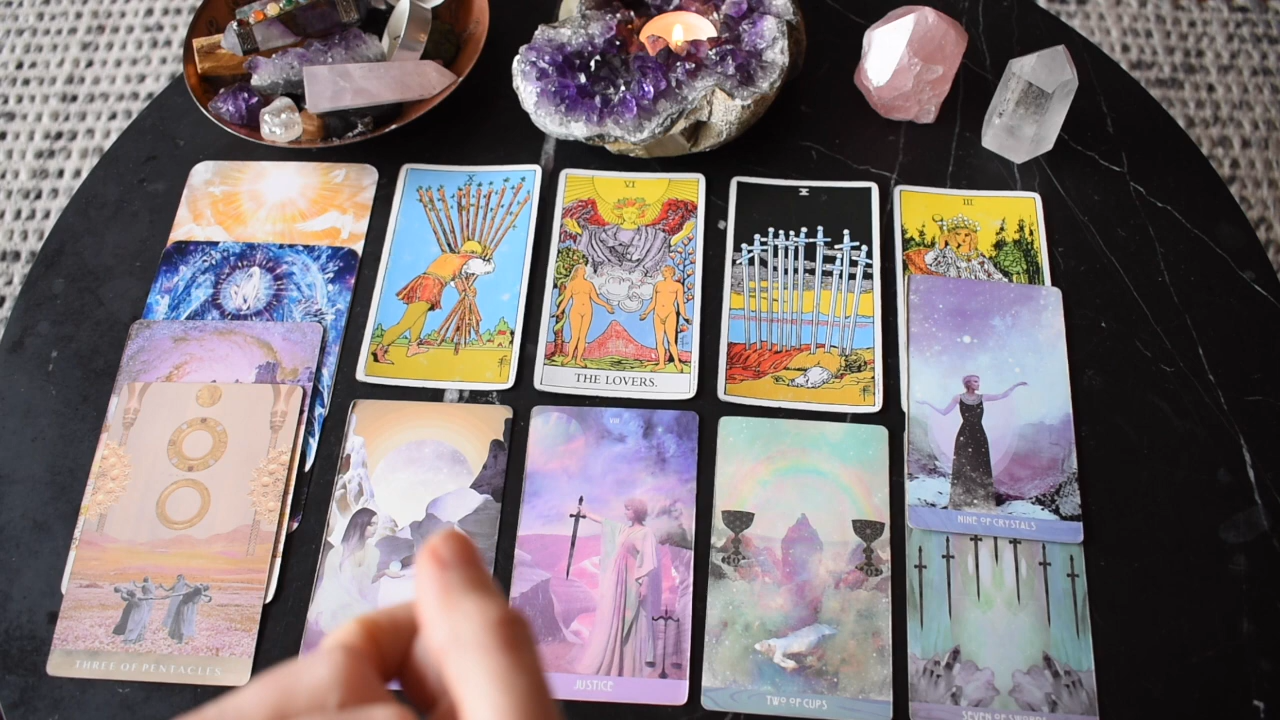 X
VI
III
THE LOVERS.
VIII
NINE OF CRYSTALS
THREE OF PENTACLES
JUSTICE
TWO OF CUPS
SEVEN OF SWORDS